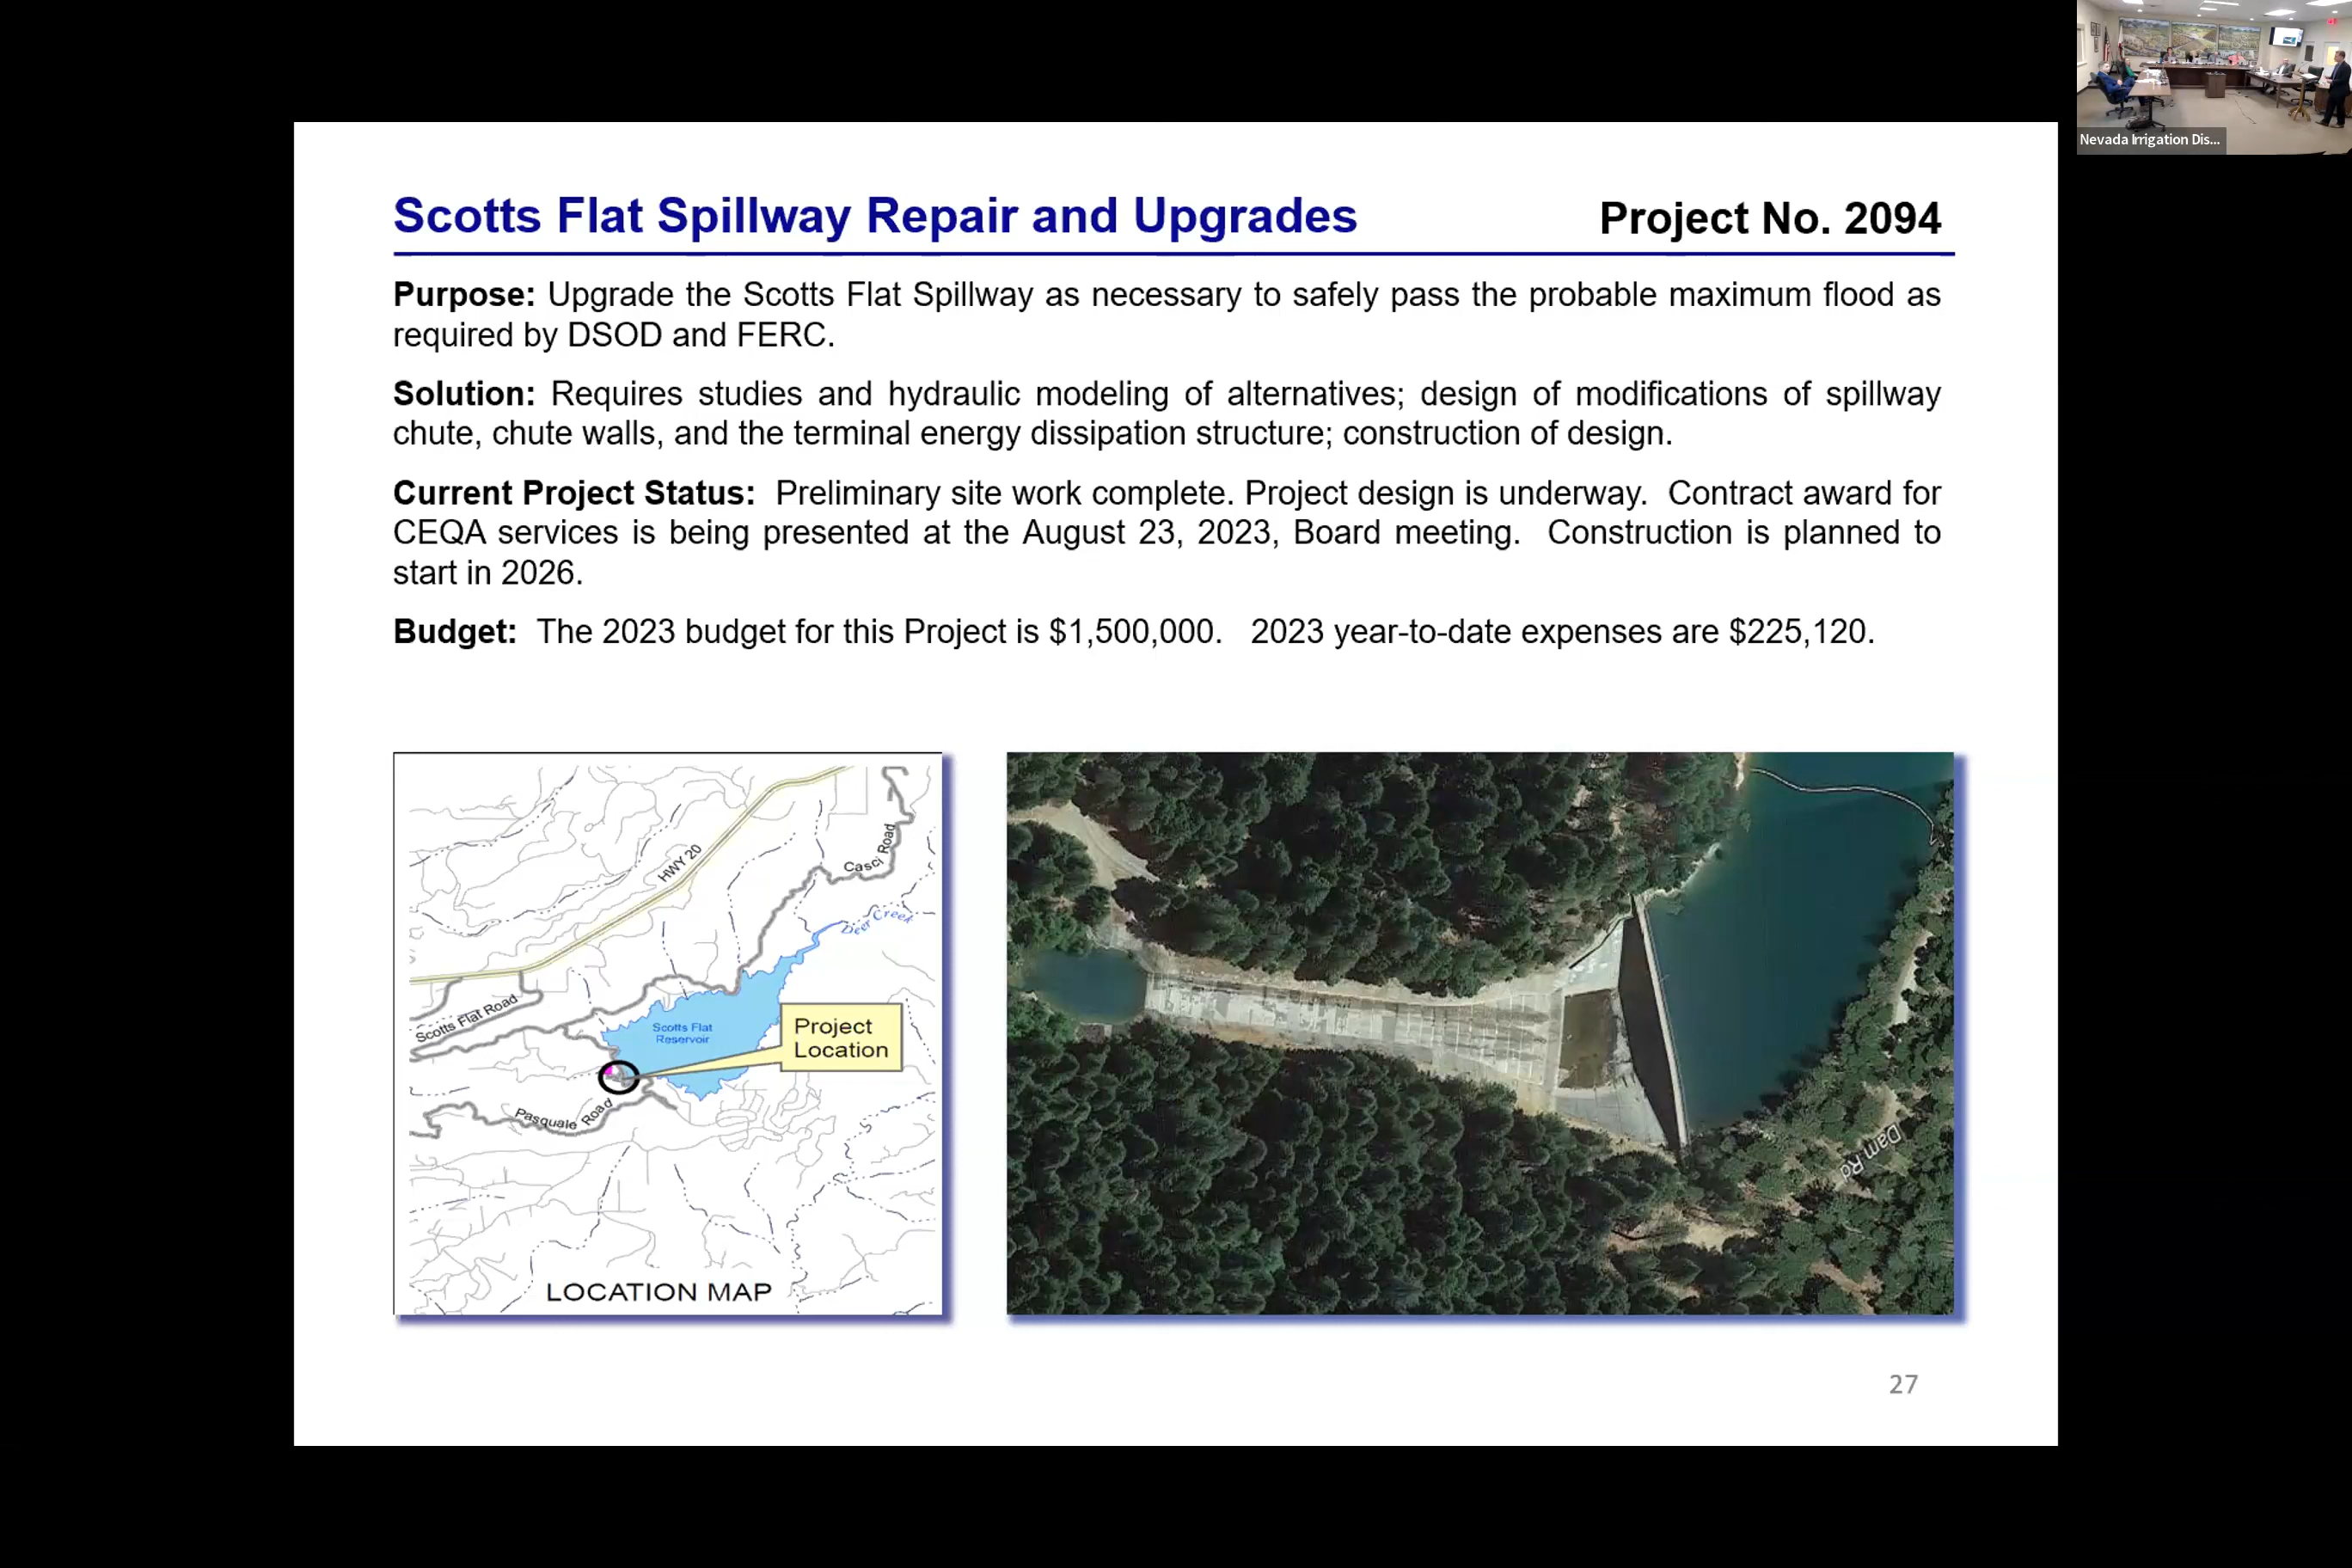 Nevada Irrigation Dis...
Scotts Flat Spillway Repair and Upgrades
Project No. 2094
Purpose: Upgrade the Scotts Flat Spillway as necessary to safely pass the probable maximum flood as
required by DSOD and FERC.
Solution: Requires studies and hydraulic modeling of alternatives; design of modifications of spillway
chute, chute walls, and the terminal energy dissipation structure; construction of design.
Current Project Status: Preliminary site work complete. Project design is underway. Contract award for
CEQA services is being presented at the August 23, 2023, Board meeting. Construction is planned to
start in 2026.
Budget: The 2023 budget for this Project is $1,500,000. 2023 year-to-date expenses are $225,120.
HWY 20
Casci Road
Deer Creek
Scotts Flat Road
Scotts Flat
Reservoir
Project
Location
Pasquale Road
LOCATION MAP
Dam Rd
27